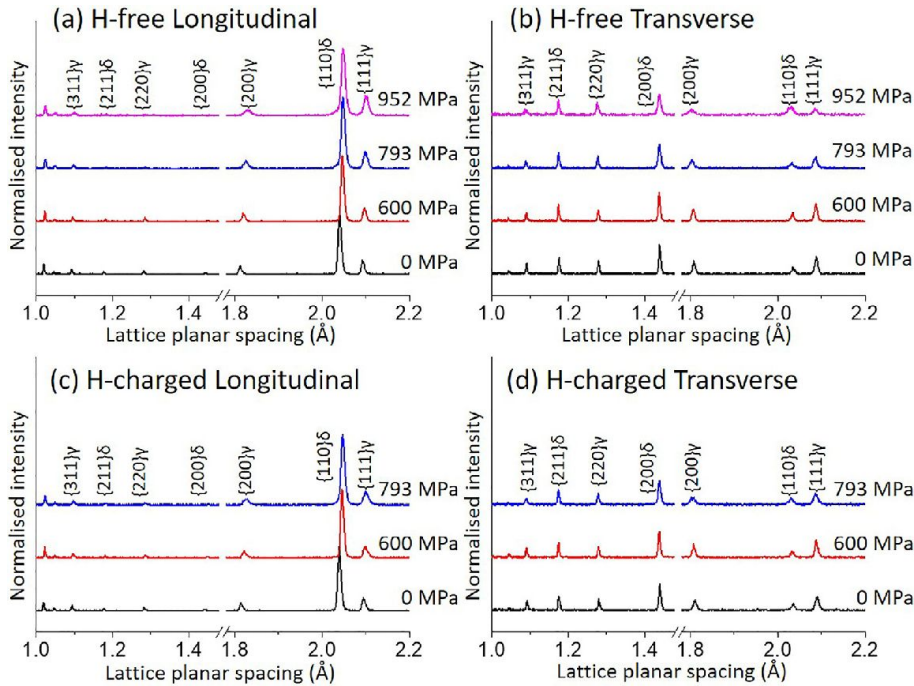 (a) H-free Longitudinal
Normalised intensity
{311}γ
{211}δ
{220}γ
{200}δ
{200}γ
{110}δ
{111}γ
952 MPa
793 MPa
600 MPa
0 MPa
1.0 1.2 1.4 1.8 2.0 2.2
Lattice planar spacing (Å)
(b) H-free Transverse
Normalised intensity
{311}γ
{211}δ
{220}γ
{200}δ
{200}γ
{110}δ
{111}γ
952 MPa
793 MPa
600 MPa
0 MPa
1.0 1.2 1.4 1.8 2.0 2.2
Lattice planar spacing (Å)
(c) H-charged Longitudinal
Normalised intensity
{311}γ
{211}δ
{220}γ
{200}δ
{200}γ
{110}δ
{111}γ
793 MPa
600 MPa
0 MPa
1.0 1.2 1.4 1.8 2.0 2.2
Lattice planar spacing (Å)
(d) H-charged Transverse
Normalised intensity
{311}γ
{211}δ
{220}γ
{200}δ
{200}γ
{110}δ
{111}γ
793 MPa
600 MPa
0 MPa
1.0 1.2 1.4 1.8 2.0 2.2
Lattice planar spacing (Å)